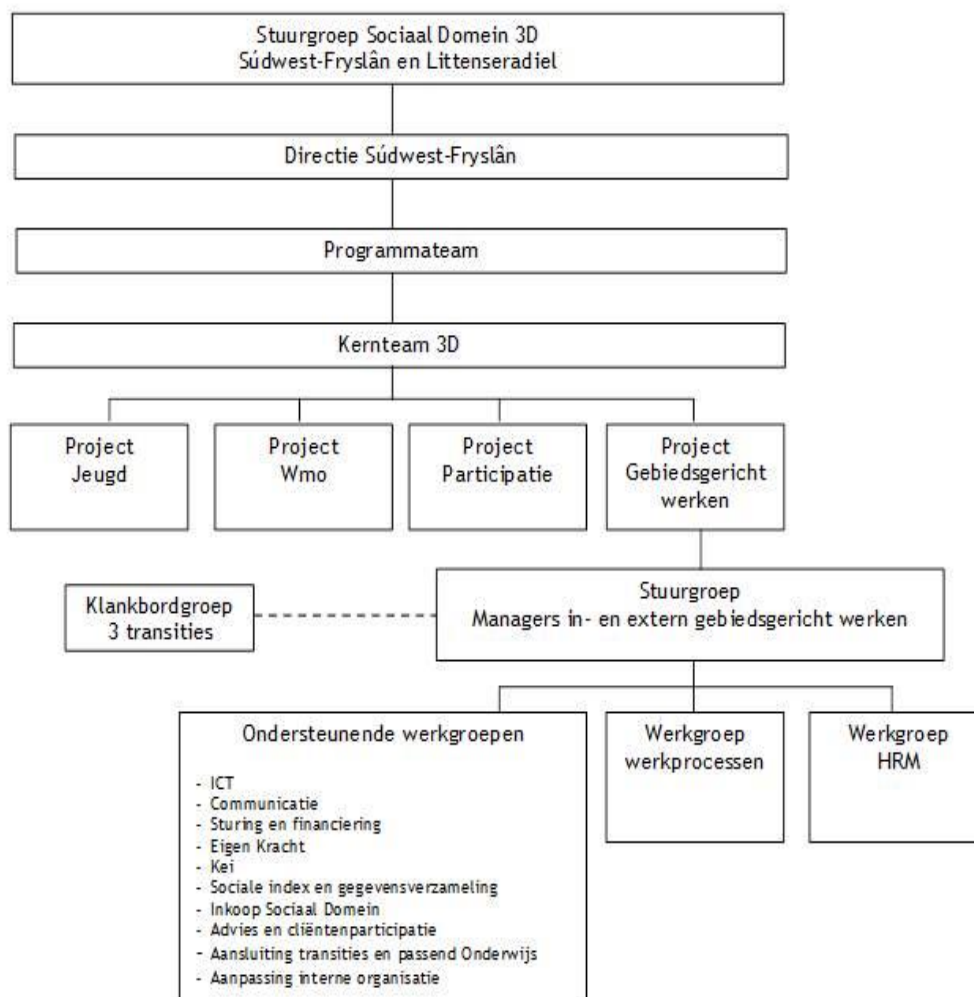 Stuurgroep Sociaal Domein 3D
Súdwest-Fryslân en Littenseradiel
Directie Súdwest-Fryslân
Programmateam
Kernteam 3D
Project
Jeugd
Project
Wmo
Project
Participatie
Project
Gebiedsgericht
werken
Klankbordgroep
3 transities
Stuurgroep
Managers in- en extern gebiedsgericht werken
Ondersteunende werkgroepen
- ICT
- Communicatie
- Sturing en financiering
- Eigen Kracht
- Kei
- Sociale index en gegevensverzameling
- Inkoop Sociaal Domein
- Advies en cliëntenparticipatie
- Aansluiting transities en passend Onderwijs
- Aanpassing interne organisatie
Werkgroep
werkprocessen
Werkgroep
HRM